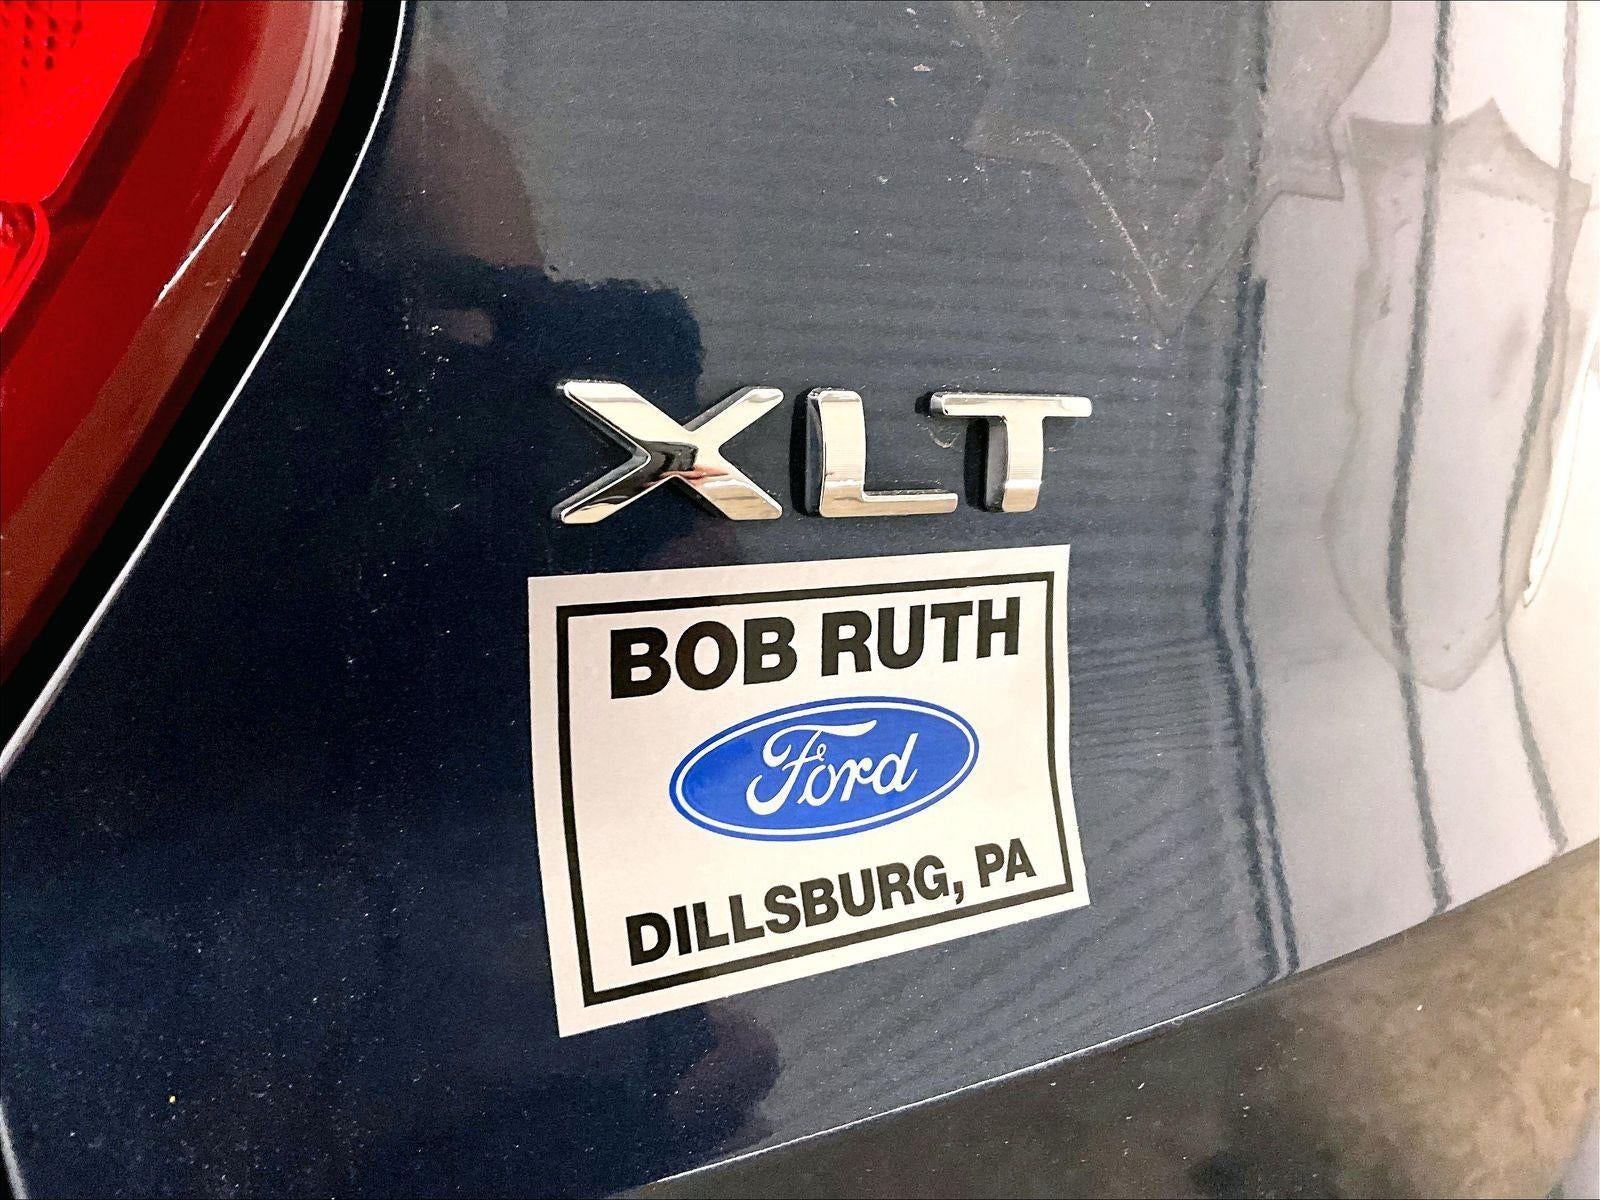 XLT
BOB RUTH
Ford
DILLSBURG, PA